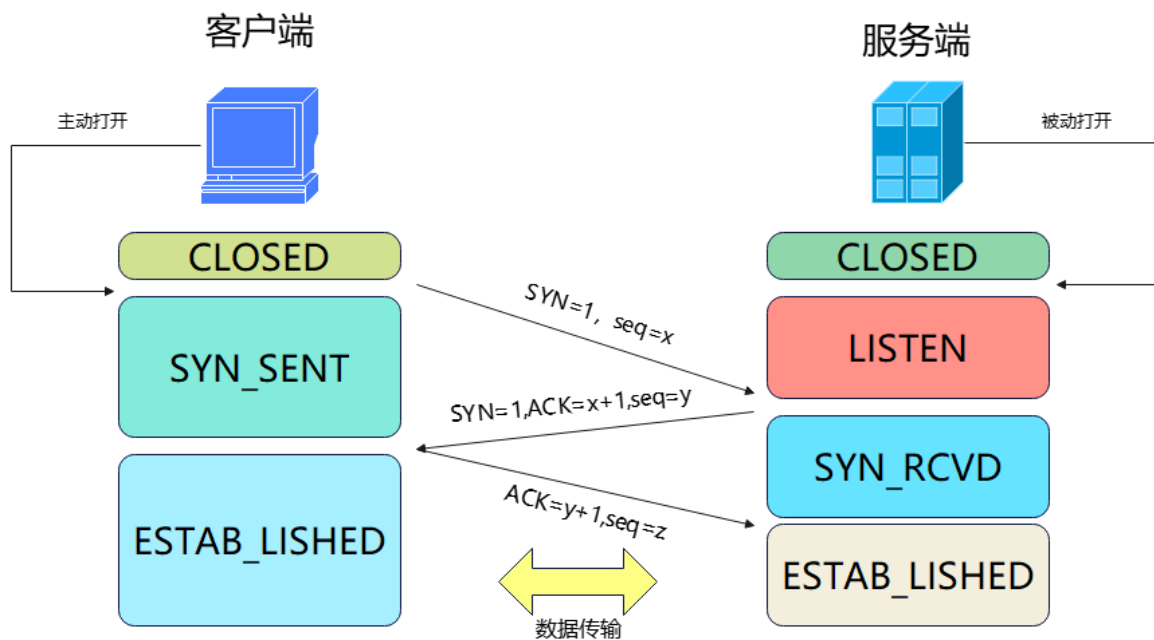 客户端
服务端
主动打开
被动打开
CLOSED
CLOSED
SYN=1，seq=x
SYN_SENT
LISTEN
SYN=1,ACK=x+1,seq=y
SYN_RCVD
ACK=y+1,seq=z
ESTAB_LISHED
ESTAB_LISHED
数据传输